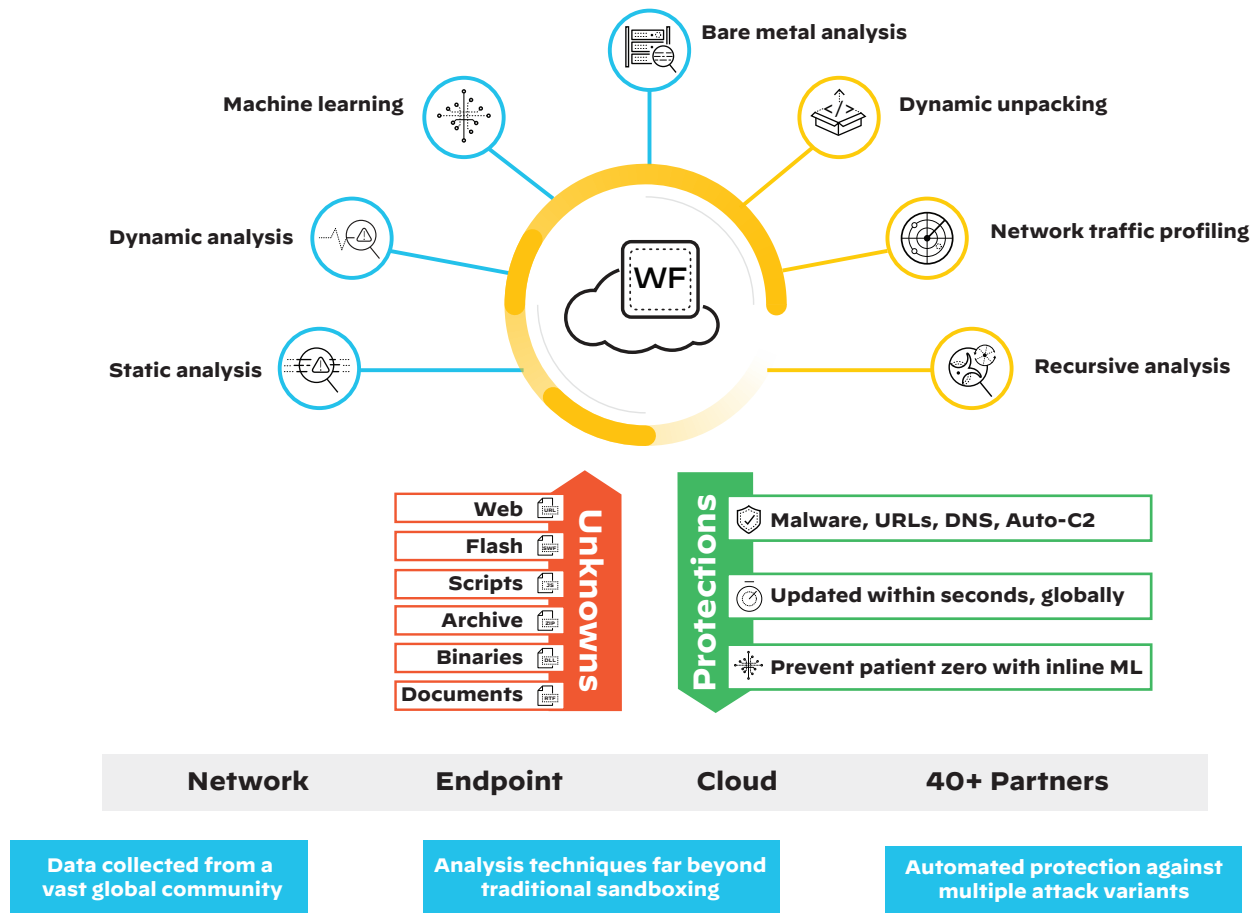 Bare metal analysis
Machine learning
Dynamic unpacking
Dynamic analysis
Network traffic profiling
WF
Static analysis
Recursive analysis
Unknowns
Web
URL
Flash
SWF
Scripts
JS
Archive
ZIP
Binaries
DLL
Documents
RTF
Protections
Malware, URLs, DNS, Auto-C2
Updated within seconds, globally
Prevent patient zero with inline ML
Network
Endpoint
Cloud
40+ Partners
Data collected from a
vast global community
Analysis techniques far beyond
traditional sandboxing
Automated protection against
multiple attack variants